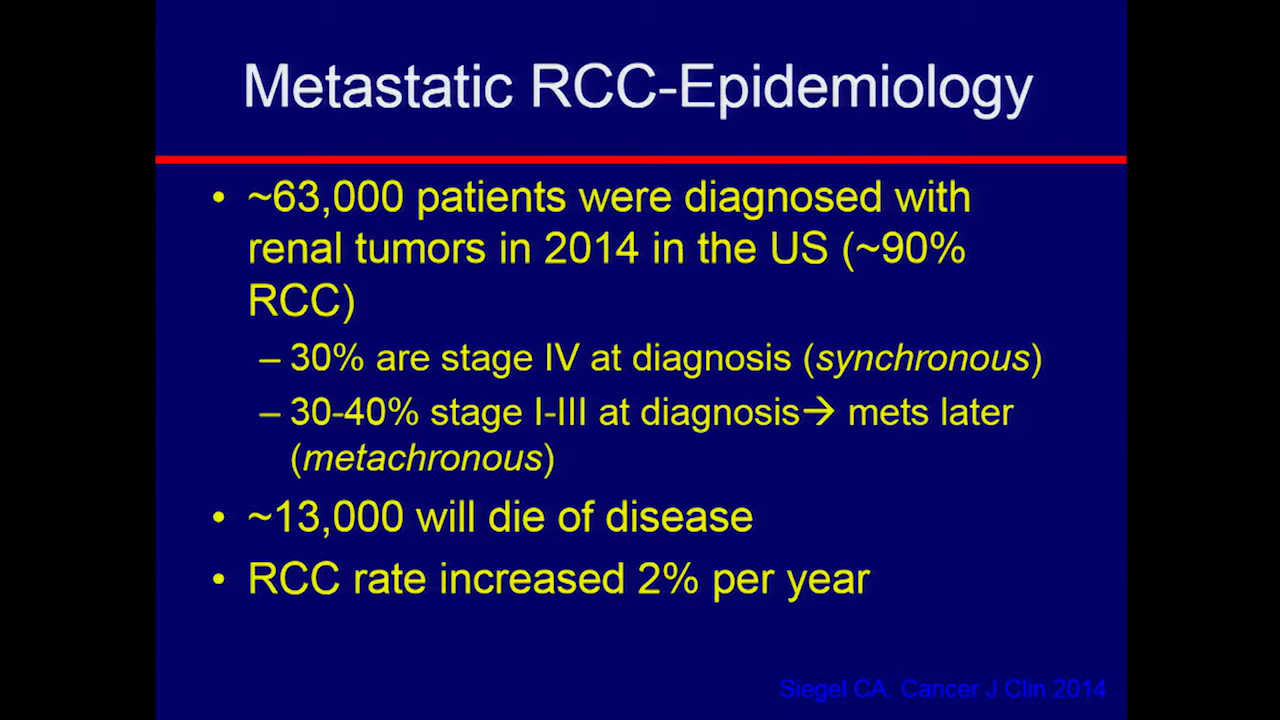 Metastatic RCC-Epidemiology
• ~63,000 patients were diagnosed with
renal tumors in 2014 in the US (~90%
RCC)
– 30% are stage IV at diagnosis (synchronous)
– 30-40% stage I-III at diagnosis→ mets later
(metachronous)
• ~13,000 will die of disease
• RCC rate increased 2% per year
Siegel CA. Cancer J Clin 2014